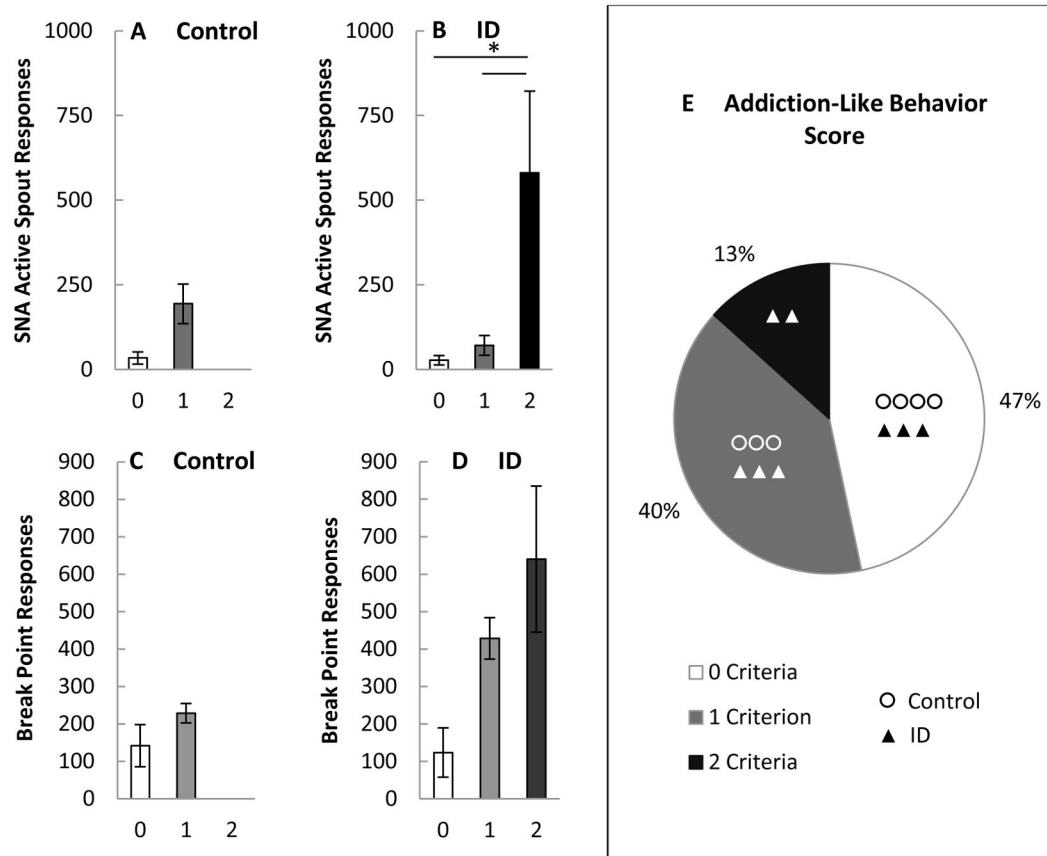 A Control
SNA Active Spout Responses
1000
750
500
250
0
0 1 2
B ID
*
SNA Active Spout Responses
1000
750
500
250
0
0 1 2
C Control
Break Point Responses
900
800
700
600
500
400
300
200
100
0
0 1 2
D ID
Break Point Responses
900
800
700
600
500
400
300
200
100
0
0 1 2
E Addiction-Like Behavior
Score
13%
47%
40%
0 Criteria
1 Criterion
2 Criteria
Control
ID